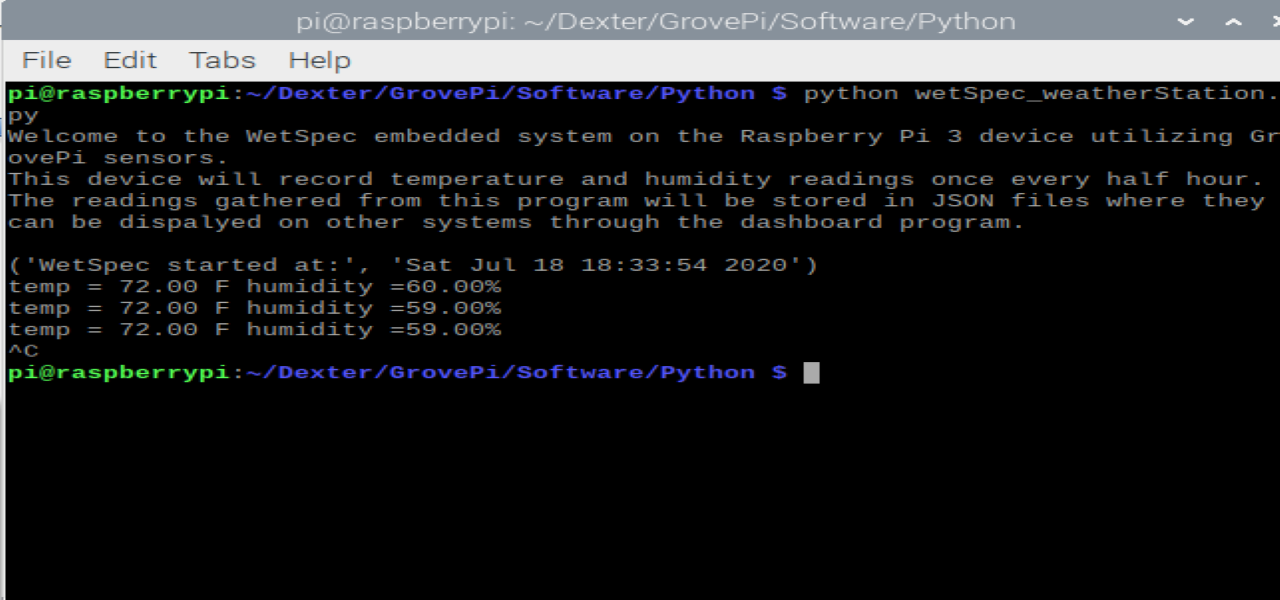 pi@raspberrypi: ~/Dexter/GrovePi/Software/Python
File Edit Tabs Help
pi@raspberrypi:~/Dexter/GrovePi/Software/Python $ python wetSpec_weatherStation.
py
Welcome to the WetSpec embedded system on the Raspberry Pi 3 device utilizing Gr
ovePi sensors.
This device will record temperature and humidity readings once every half hour.
The readings gathered from this program will be stored in JSON files where they
can be dispalyed on other systems through the dashboard program.

('WetSpec started at:', 'Sat Jul 18 18:33:54 2020')
temp = 72.00 F humidity =60.00%
temp = 72.00 F humidity =59.00%
temp = 72.00 F humidity =59.00%
^C
pi@raspberrypi:~/Dexter/GrovePi/Software/Python $